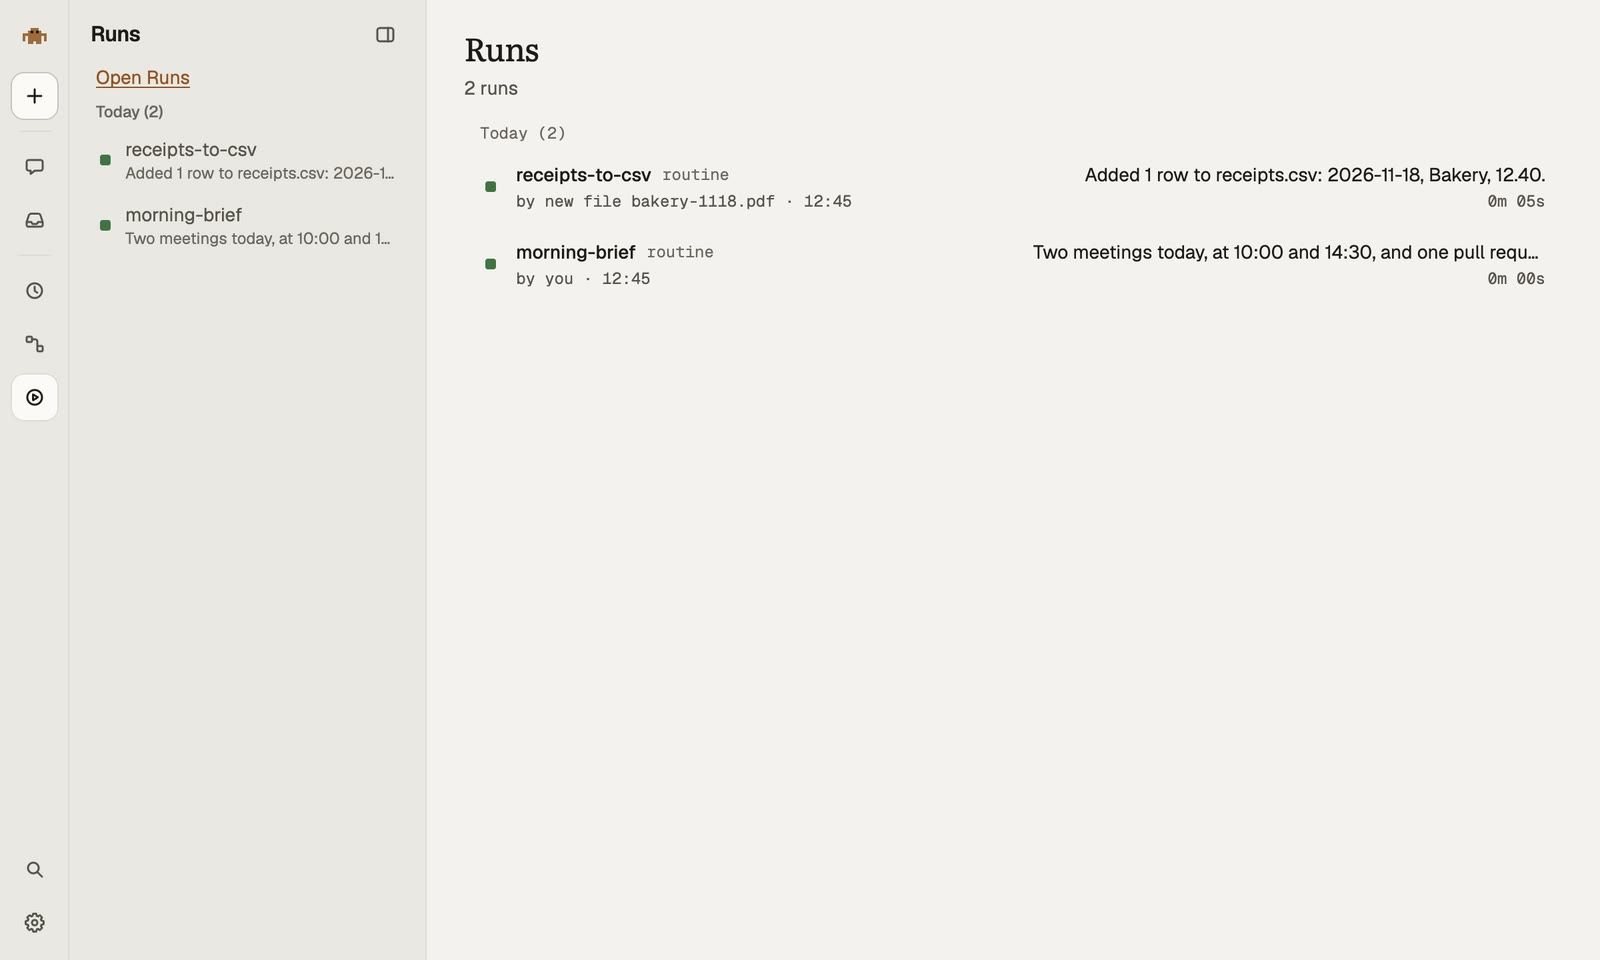 Runs
Open Runs
Today (2)
receipts-to-csv
Added 1 row to receipts.csv: 2026-1...
morning-brief
Two meetings today, at 10:00 and 1...
Runs
2 runs
Today (2)
receipts-to-csv routine
Added 1 row to receipts.csv: 2026-11-18, Bakery, 12.40.
by new file bakery-1118.pdf · 12:45
0m 05s
morning-brief routine
Two meetings today, at 10:00 and 14:30, and one pull requ...
by you · 12:45
0m 00s